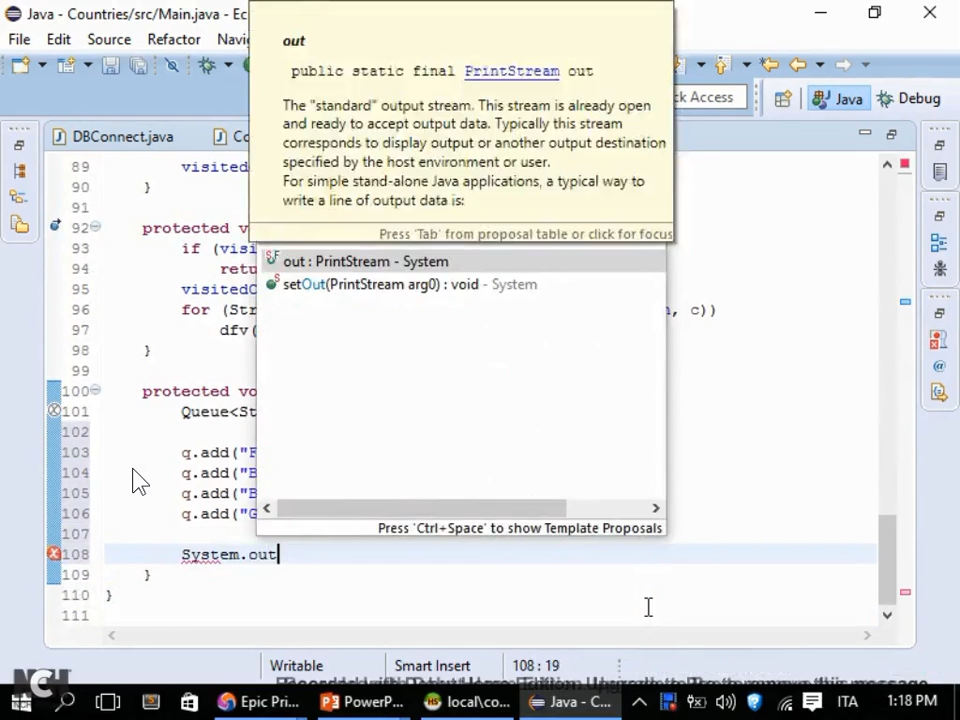 Java - Countries/src/Main.java - Ec
File Edit Source Refactor Navi
out
public static final PrintStream out
The "standard" output stream. This stream is already open
and ready to accept output data. Typically this stream
corresponds to display output or another output destination
specified by the host environment or user.
For simple stand-alone Java applications, a typical way to
write a line of output data is:
Press 'Tab' from proposal table or click for focus
ck Access
Java
Debug
DBConnect.java
Co
out : PrintStream - System
setOut(PrintStream arg0) : void - System
Press 'Ctrl+Space' to show Template Proposals
89 visited
90 }
91
92 protected v
93 if (visi
94 retu
95 visitedC
96 for (Str , c))
97 dfv(
98 }
99
100 protected vo
101 Queue<St
102
103 q.add("F
104 q.add("B
105 q.add("B
106 q.add("G
107
108 System.out
109 }
110 }
111
Writable Smart Insert 108 : 19
NCH
Epic Pri...
PowerP...
local\co...
Java - C...
ITA
1:18 PM